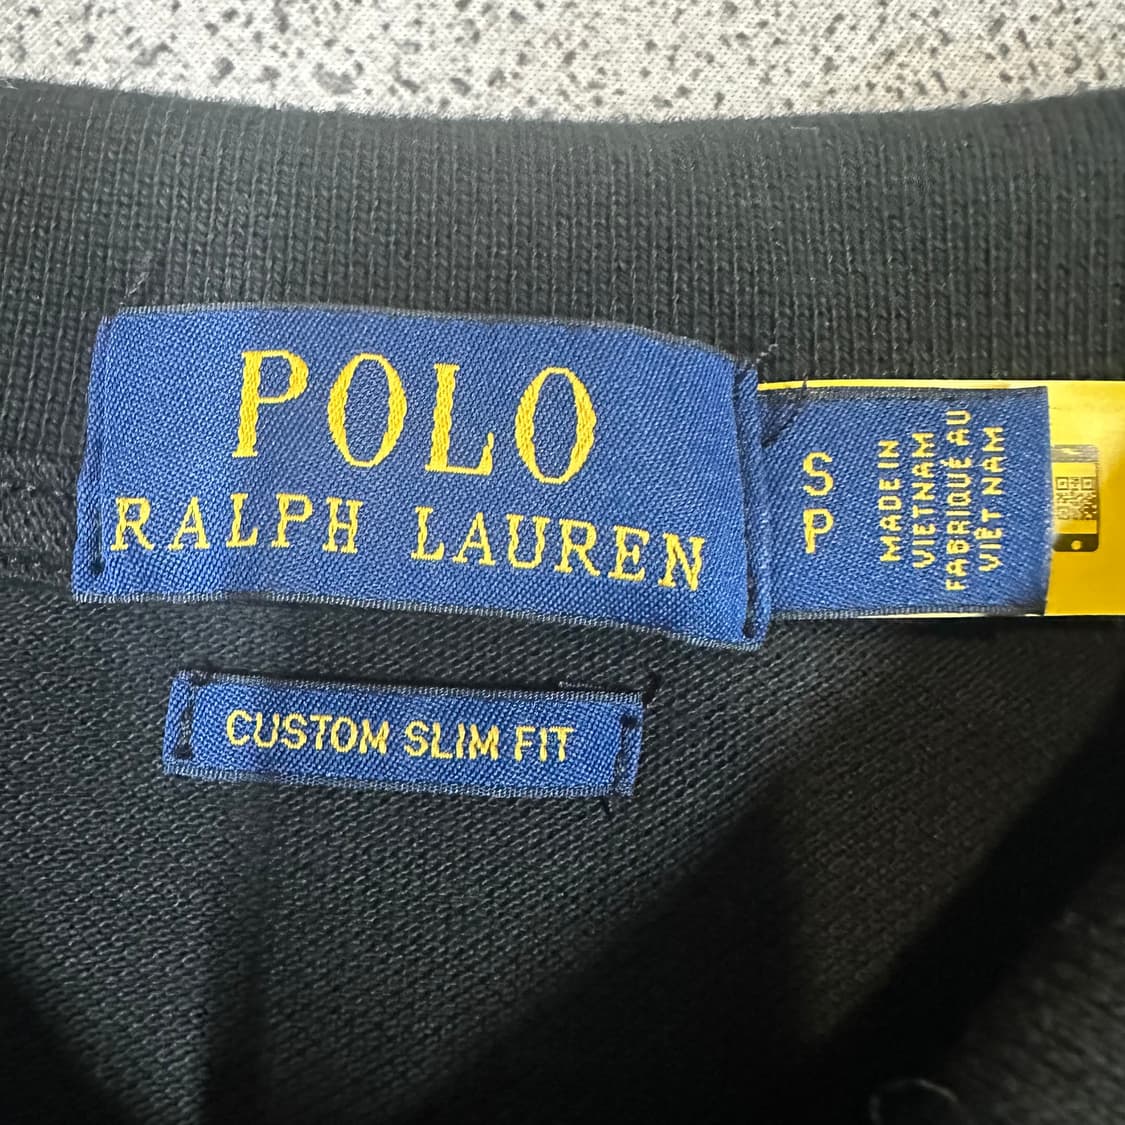 POLO
RALPH LAUREN
S
P
MADE IN
VIETNAM
FABRIQUÉ AU
VIÊT NAM
CUSTOM SLIM FIT